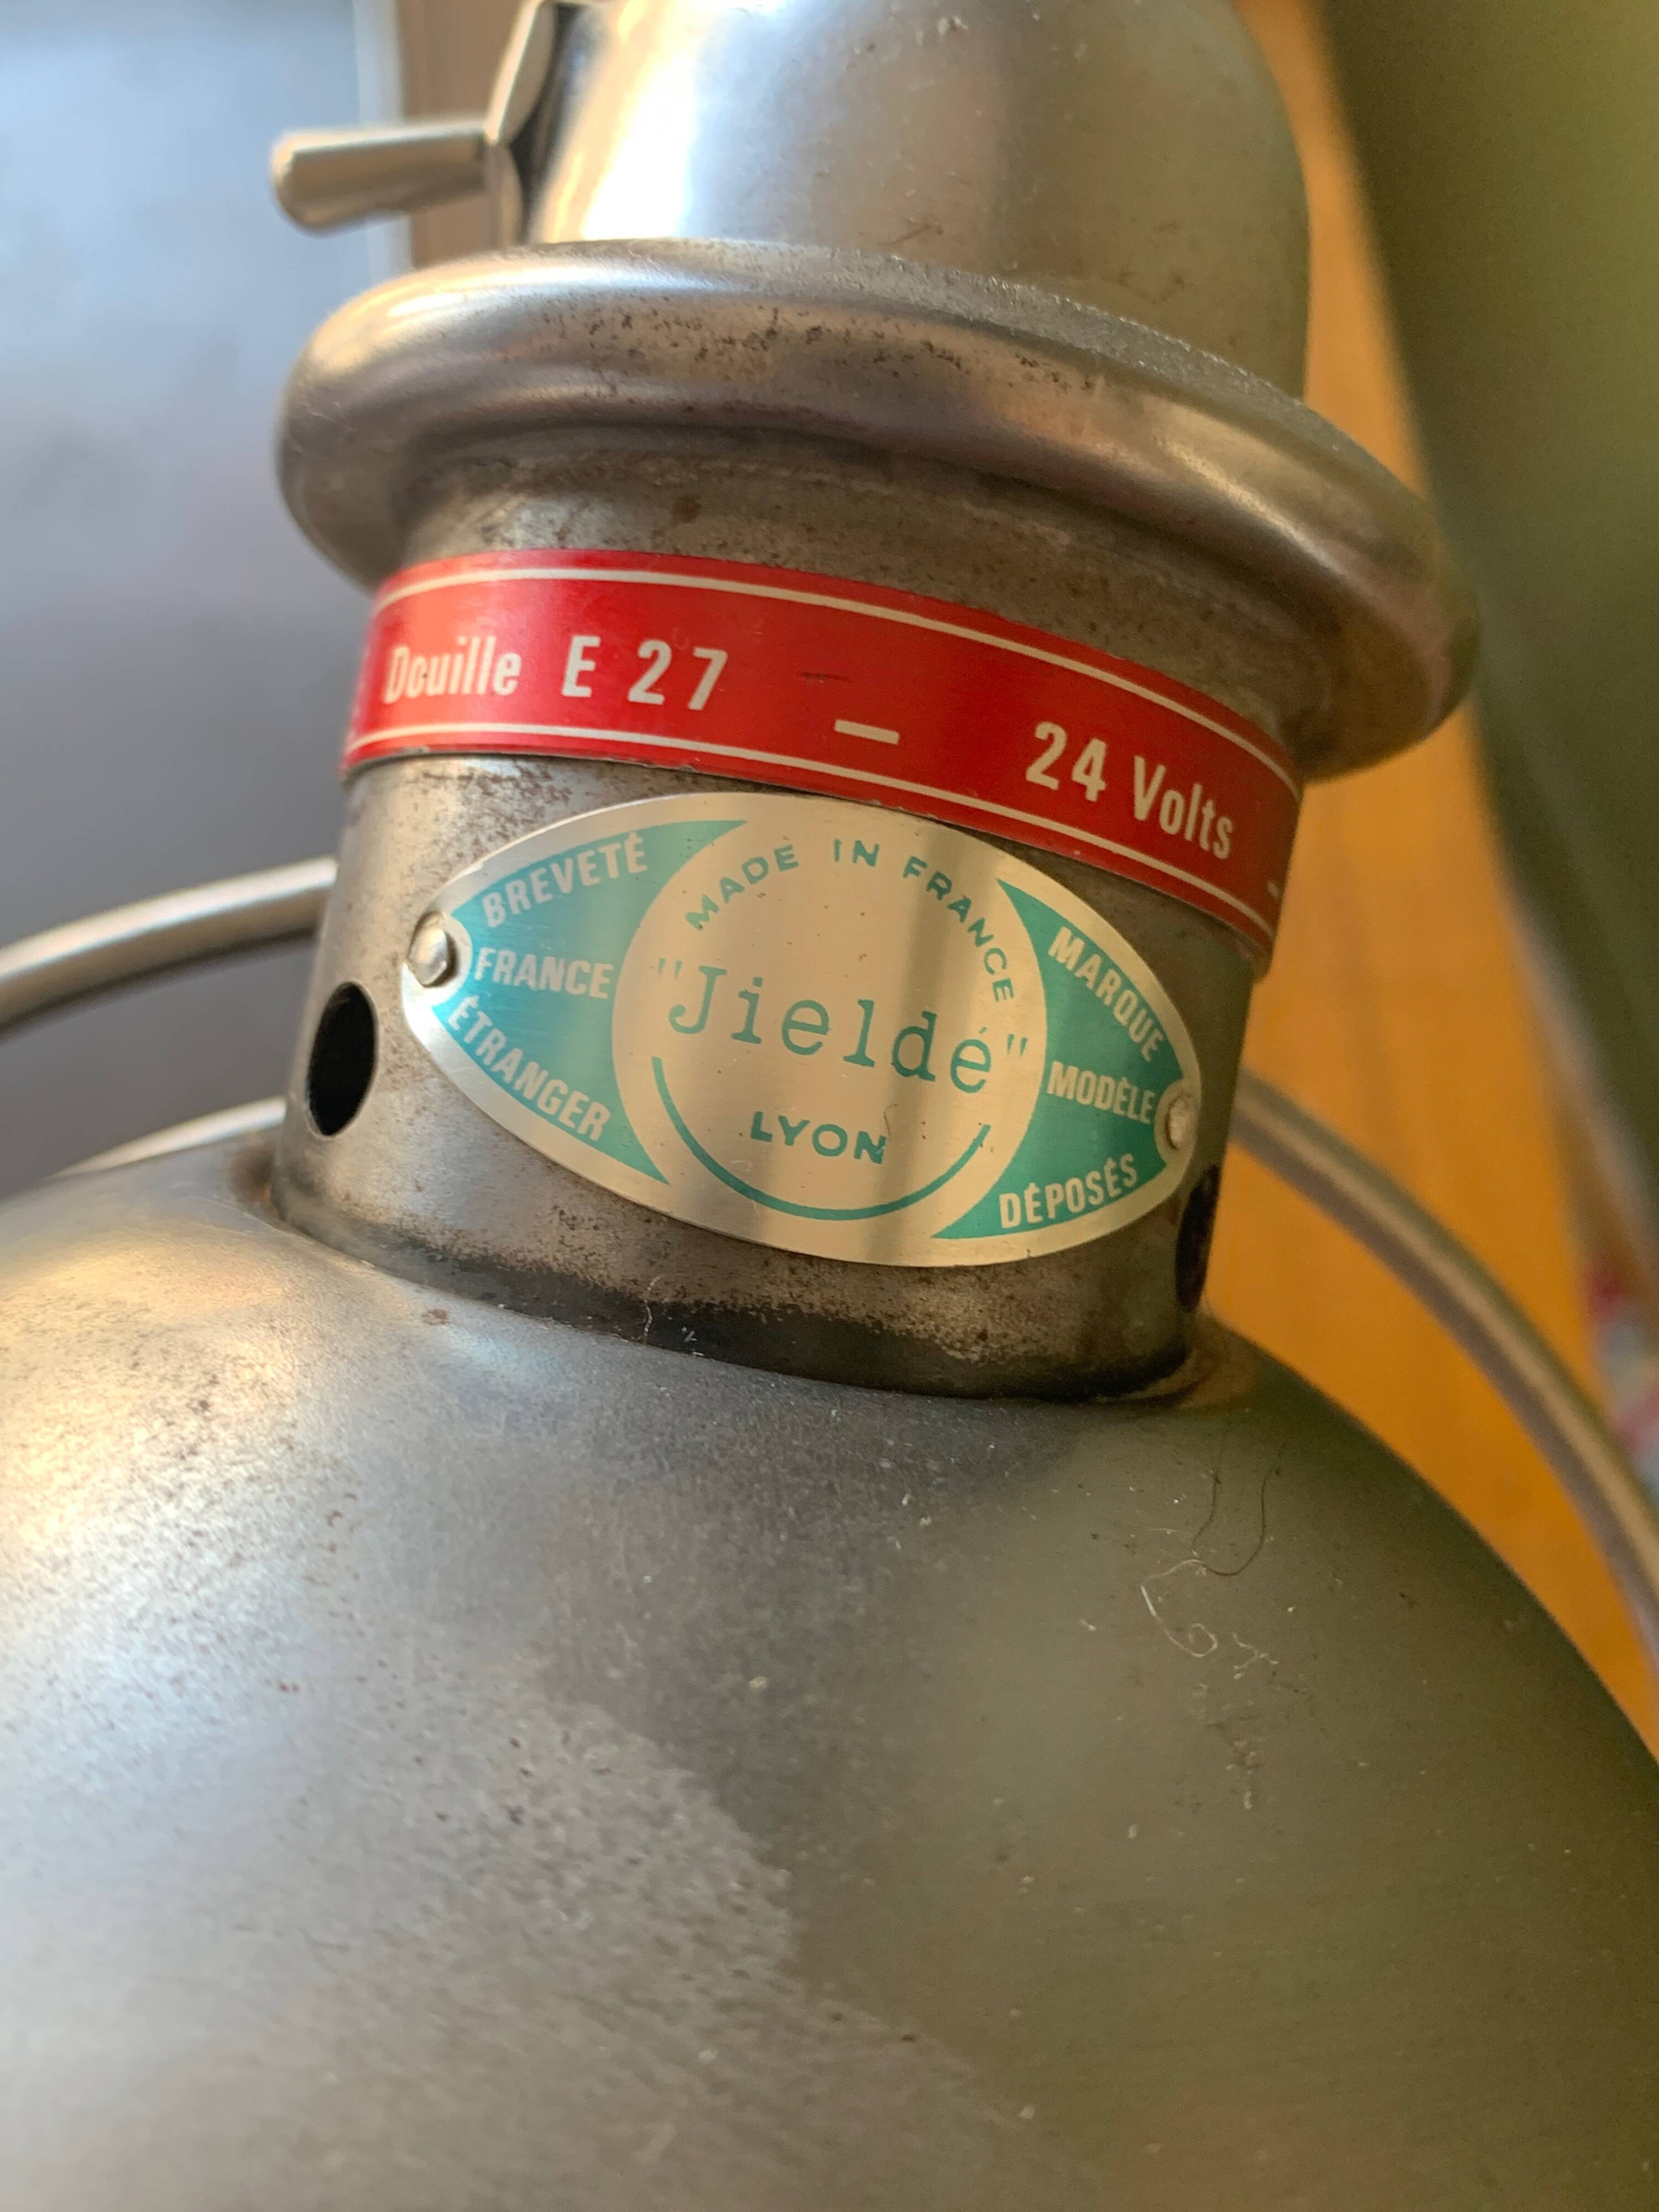 Douille E 27 – 24 Volts –
BREVETÉ
FRANCE
ÉTRANGER
MADE IN FRANCE
"Jieldé"
LYON
MARQUE
MODÈLE
DÉPOSÉS